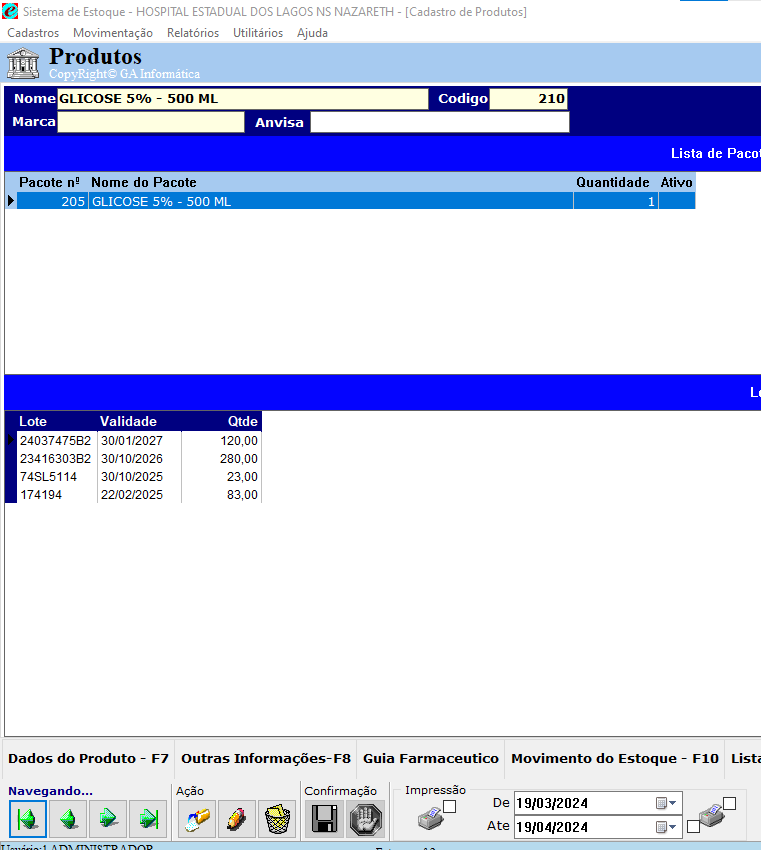 Sistema de Estoque - HOSPITAL ESTADUAL DOS LAGOS NS NAZARETH - [Cadastro de Produtos]
Cadastros Movimentação Relatórios Utilitários Ajuda
Produtos
CopyRight© GA Informática
Nome GLICOSE 5% - 500 ML Codigo 210
Marca Anvisa
Lista de Pacot
Pacote nº Nome do Pacote Quantidade Ativo
205 GLICOSE 5% - 500 ML 1
Lote Validade Qtde
24037475B2 30/01/2027 120,00
23416303B2 30/10/2026 280,00
74SL5114 30/10/2025 23,00
174194 22/02/2025 83,00
Dados do Produto - F7 Outras Informações-F8 Guia Farmaceutico Movimento do Estoque - F10 Lista
Navegando... Ação Confirmação Impressão
De 19/03/2024
Ate 19/04/2024
Usuário:1 ADMINISTRADOR